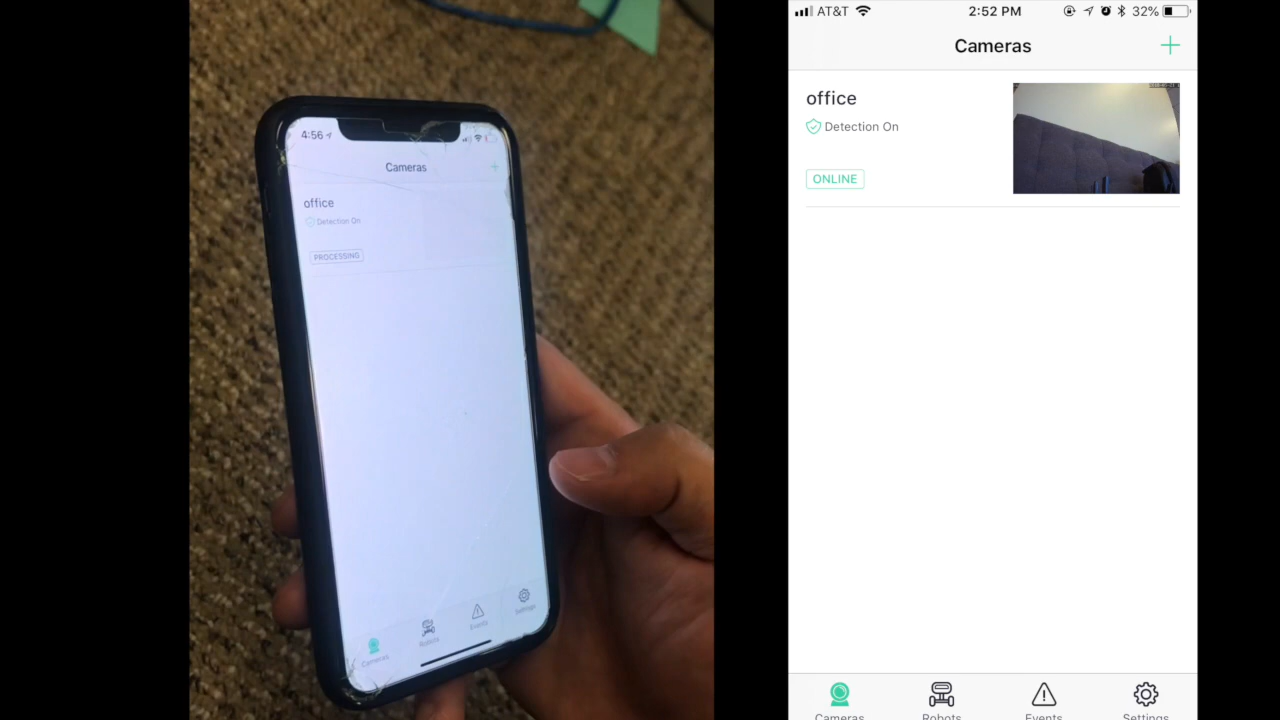 4:56
Cameras
office
Detection On
PROCESSING
Cameras
Robots
Events
Settings
AT&T
2:52 PM
32%
Cameras
office
Detection On
ONLINE
Cameras
Robots
Events
Settings